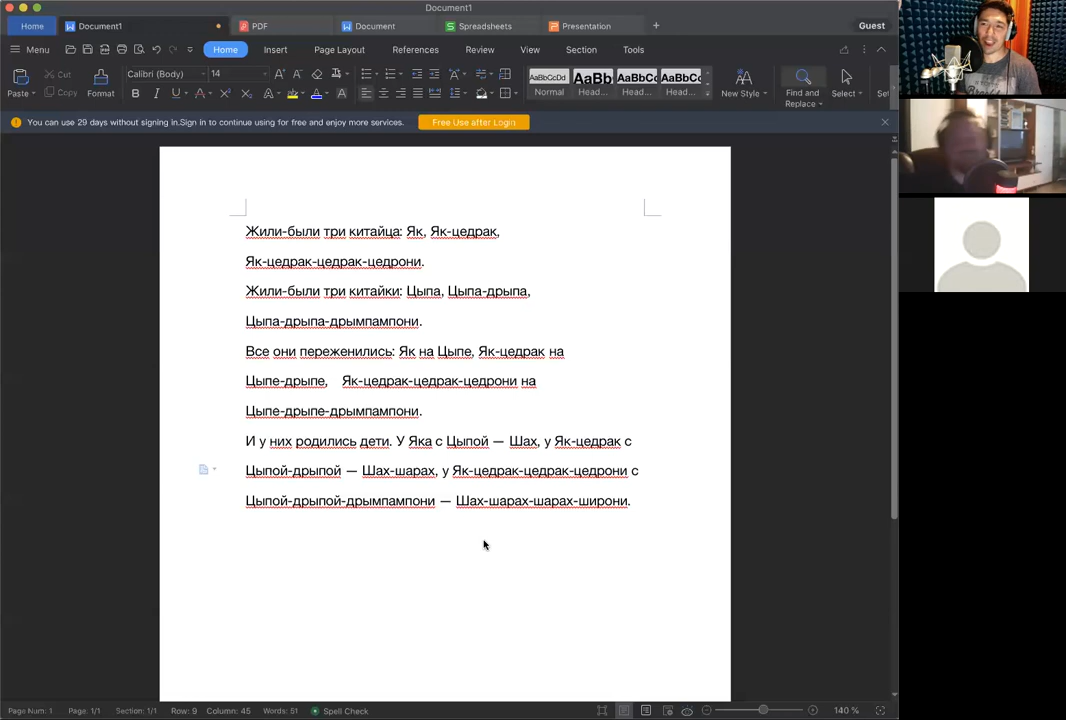 Document1
Home
Document1
PDF
Document
Spreadsheets
Presentation
Guest
Menu
Home
Insert
Page Layout
References
Review
View
Section
Tools
Paste
Cut
Copy
Format
Calibri (Body)
14
AaBbCcDd
Normal
AaBb
Head...
AaBbCc
Head...
AaBbCc
Head...
New Style
Find and
Replace
Select
You can use 29 days without signing in.Sign in to continue using for free and enjoy more services.
Free Use after Login
Жили-были три китайца: Як, Як-цедрак,
Як-цедрак-цедрак-цедрони.
Жили-были три китайки: Цыпа, Цыпа-дрыпа,
Цыпа-дрыпа-дрымпампони.
Все они переженились: Як на Цыпе, Як-цедрак на
Цыпе-дрыпе, Як-цедрак-цедрак-цедрони на
Цыпе-дрыпе-дрымпампони.
И у них родились дети. У Яка с Цыпой — Шах, у Як-цедрак с
Цыпой-дрыпой — Шах-шарах, у Як-цедрак-цедрак-цедрони с
Цыпой-дрыпой-дрымпампони — Шах-шарах-шарах-широни.
Page Num: 1 Page: 1/1 Section: 1/1 Row: 9 Column: 45 Words: 51 Spell Check
140 %